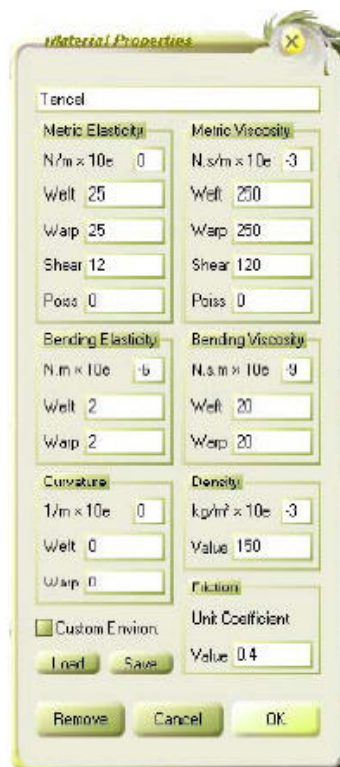 Material Properties
Tencel
Metric Elasticity
N/m × 10e 0
Weft 25
Warp 25
Shear 12
Poiss 0
Metric Viscosity
N.s/m × 10e -3
Weft 250
Warp 250
Shear 120
Poiss 0
Bending Elasticity
N.m × 10e -6
Weft 2
Warp 2
Bending Viscosity
N.s.m × 10e -9
Weft 20
Warp 20
Curvature
1/m × 10e 0
Weft 0
Warp 0
Density
kg/m² × 10e -3
Value 150
Friction
Unit Coefficient
Value 0.4
Custom Environ.
Load Save
Remove Cancel OK